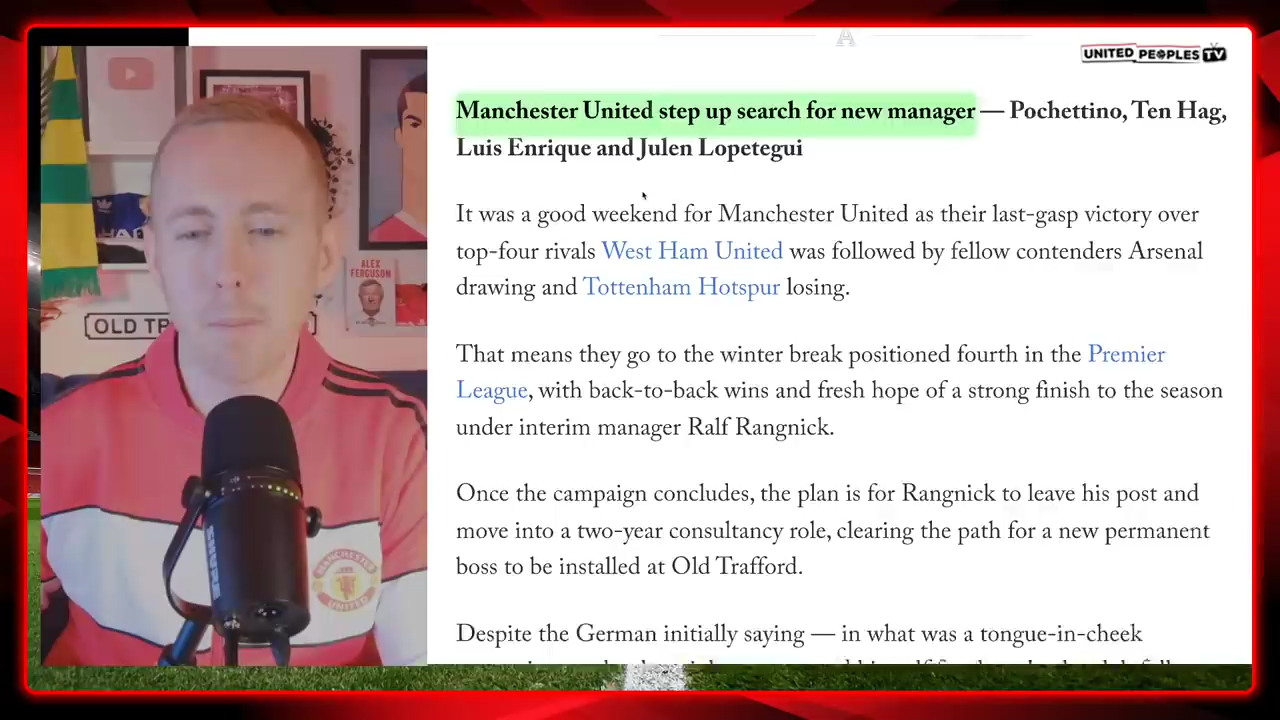 UNITED PEOPLES TV
Manchester United step up search for new manager — Pochettino, Ten Hag,
Luis Enrique and Julen Lopetegui
It was a good weekend for Manchester United as their last-gasp victory over
top-four rivals West Ham United was followed by fellow contenders Arsenal
drawing and Tottenham Hotspur losing.
That means they go to the winter break positioned fourth in the Premier
League, with back-to-back wins and fresh hope of a strong finish to the season
under interim manager Ralf Rangnick.
Once the campaign concludes, the plan is for Rangnick to leave his post and
move into a two-year consultancy role, clearing the path for a new permanent
boss to be installed at Old Trafford.
Despite the German initially saying — in what was a tongue-in-cheek
ALEX
FERGUSON
OLD TR
SHURE
MANCHESTER
UNITED